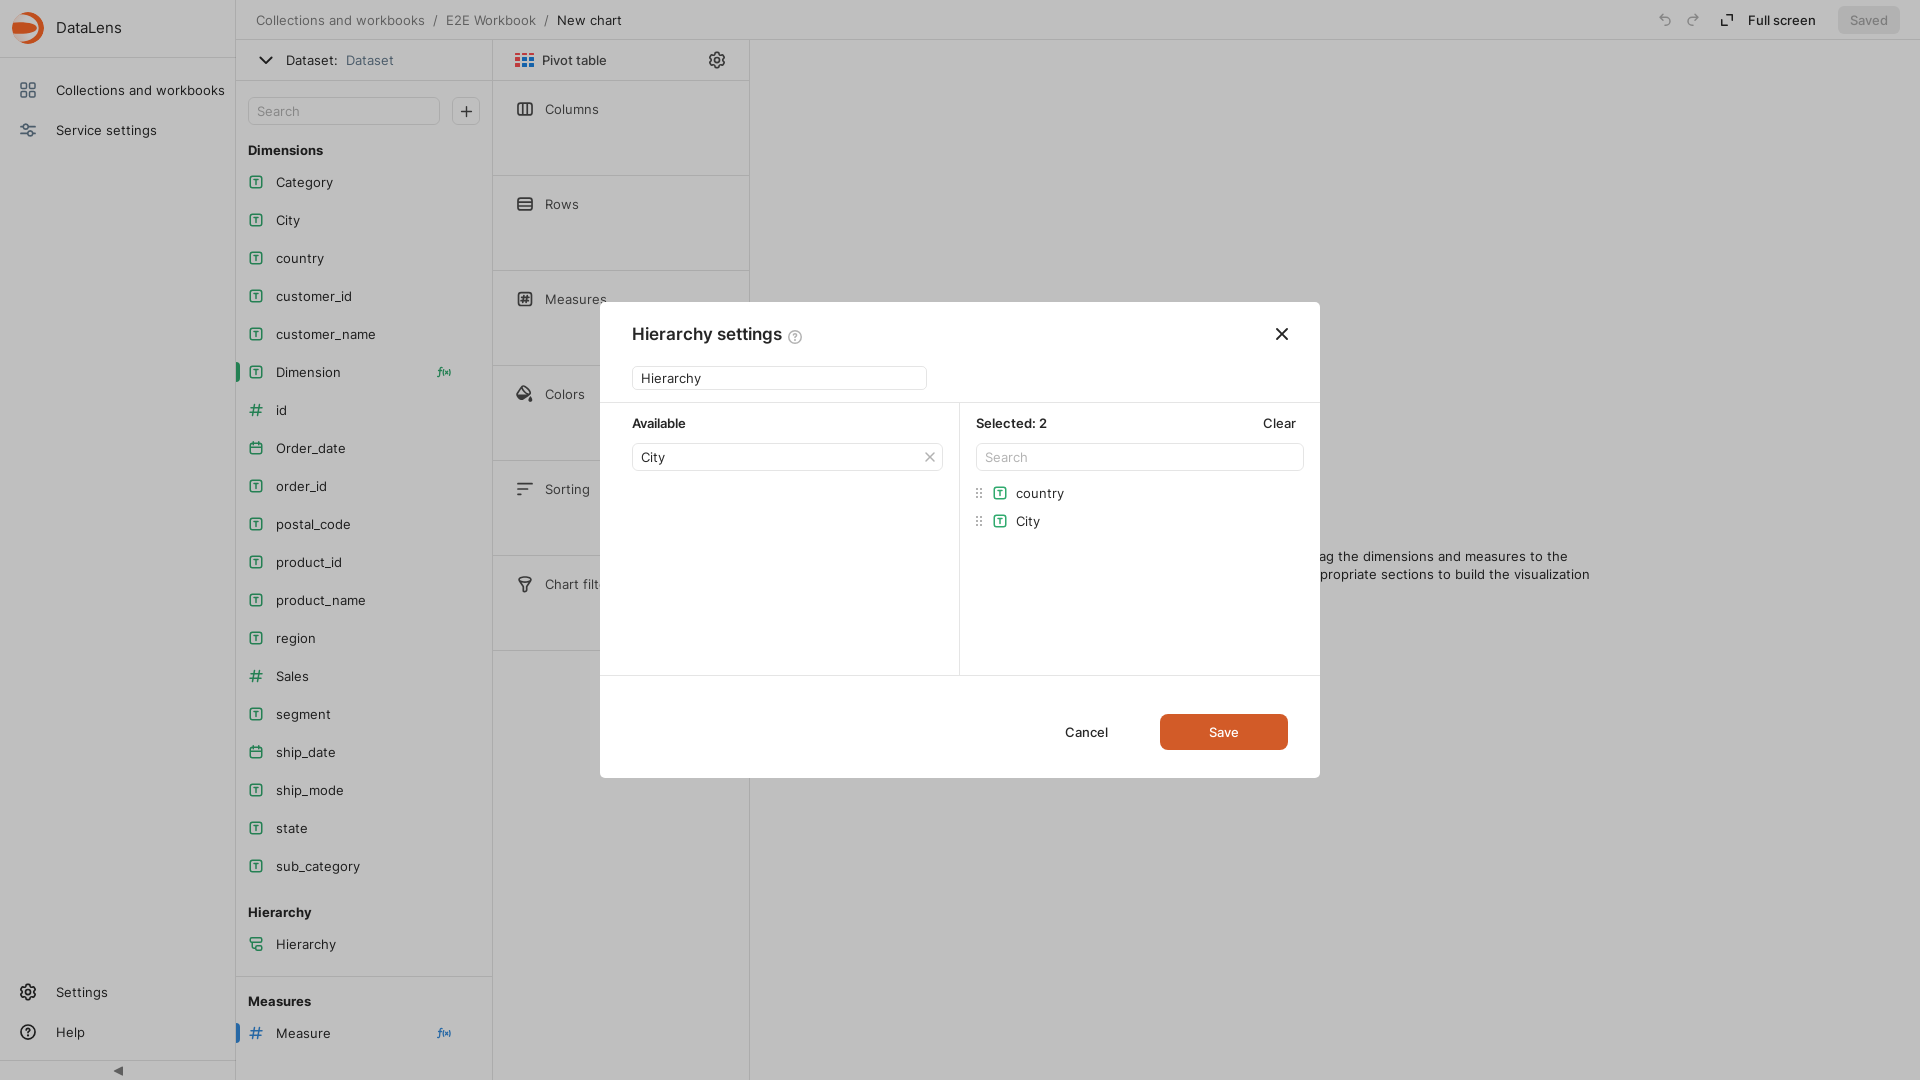 DataLens
Collections and workbooks / E2E Workbook / New chart
Full screen
Saved
Collections and workbooks
Service settings
Settings
Help
Dataset: Dataset
Search
Dimensions
Category
City
country
customer_id
customer_name
Dimension
id
Order_date
order_id
postal_code
product_id
product_name
region
Sales
segment
ship_date
ship_mode
state
sub_category
Hierarchy
Hierarchy
Measures
Measure
Pivot table
Columns
Rows
Measures
Colors
Sorting
Chart filt
Hierarchy settings
Hierarchy
Available
City
Selected: 2
Clear
Search
country
City
Cancel
Save
ag the dimensions and measures to the
propriate sections to build the visualization